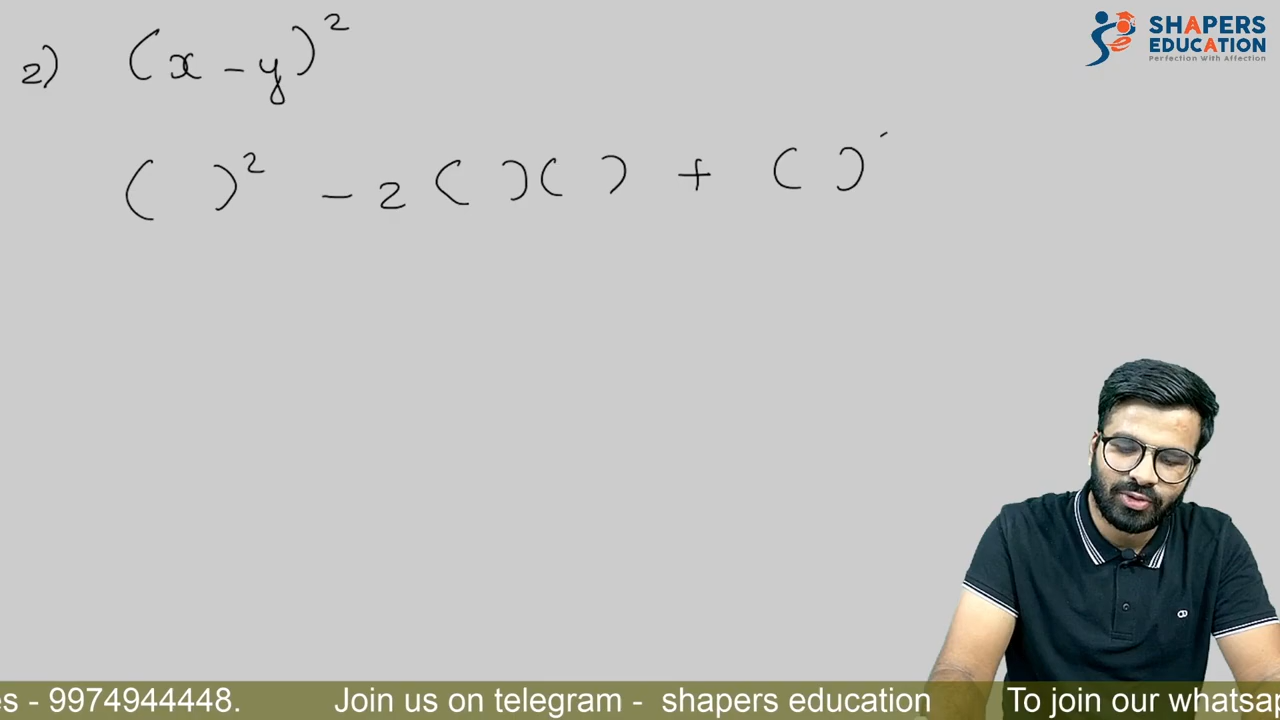 2) (x - y)²
( )² - 2 ( ) ( ) + ( )
SHAPERS
EDUCATION
Perfection With Affection
es - 9974944448. Join us on telegram - shapers education To join our whatsap